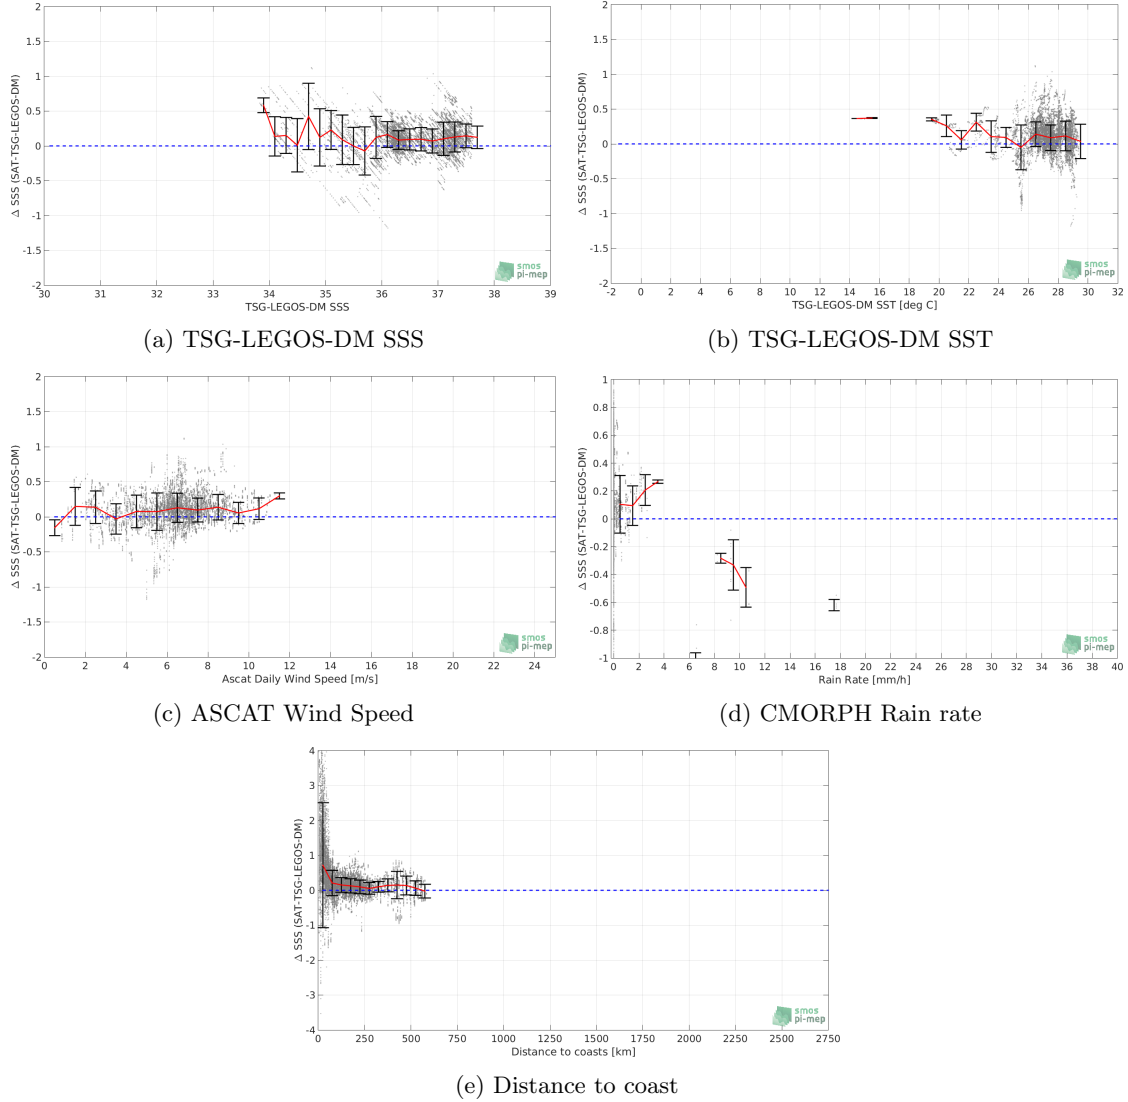 2
1.5
1
0.5
0
-0.5
-1
-1.5
-2
Δ SSS (SAT-TSG-LEGOS-DM)
30 31 32 33 34 35 36 37 38 39
TSG-LEGOS-DM SSS
smos
pi-mep
(a) TSG-LEGOS-DM SSS
2
1.5
1
0.5
0
-0.5
-1
-1.5
-2
Δ SSS (SAT-TSG-LEGOS-DM)
-2 0 2 4 6 8 10 12 14 16 18 20 22 24 26 28 30 32
TSG-LEGOS-DM SST [deg C]
smos
pi-mep
(b) TSG-LEGOS-DM SST
2
1.5
1
0.5
0
-0.5
-1
-1.5
-2
Δ SSS (SAT-TSG-LEGOS-DM)
0 2 4 6 8 10 12 14 16 18 20 22 24
Ascat Daily Wind Speed [m/s]
smos
pi-mep
(c) ASCAT Wind Speed
1
0.8
0.6
0.4
0.2
0
-0.2
-0.4
-0.6
-0.8
-1
Δ SSS (SAT-TSG-LEGOS-DM)
0 2 4 6 8 10 12 14 16 18 20 22 24 26 28 30 32 34 36 38 40
Rain Rate [mm/h]
smos
pi-mep
(d) CMORPH Rain rate
4
3
2
1
0
-1
-2
-3
-4
Δ SSS (SAT-TSG-LEGOS-DM)
0 250 500 750 1000 1250 1500 1750 2000 2250 2500 2750
Distance to coasts [km]
smos
pi-mep
(e) Distance to coast